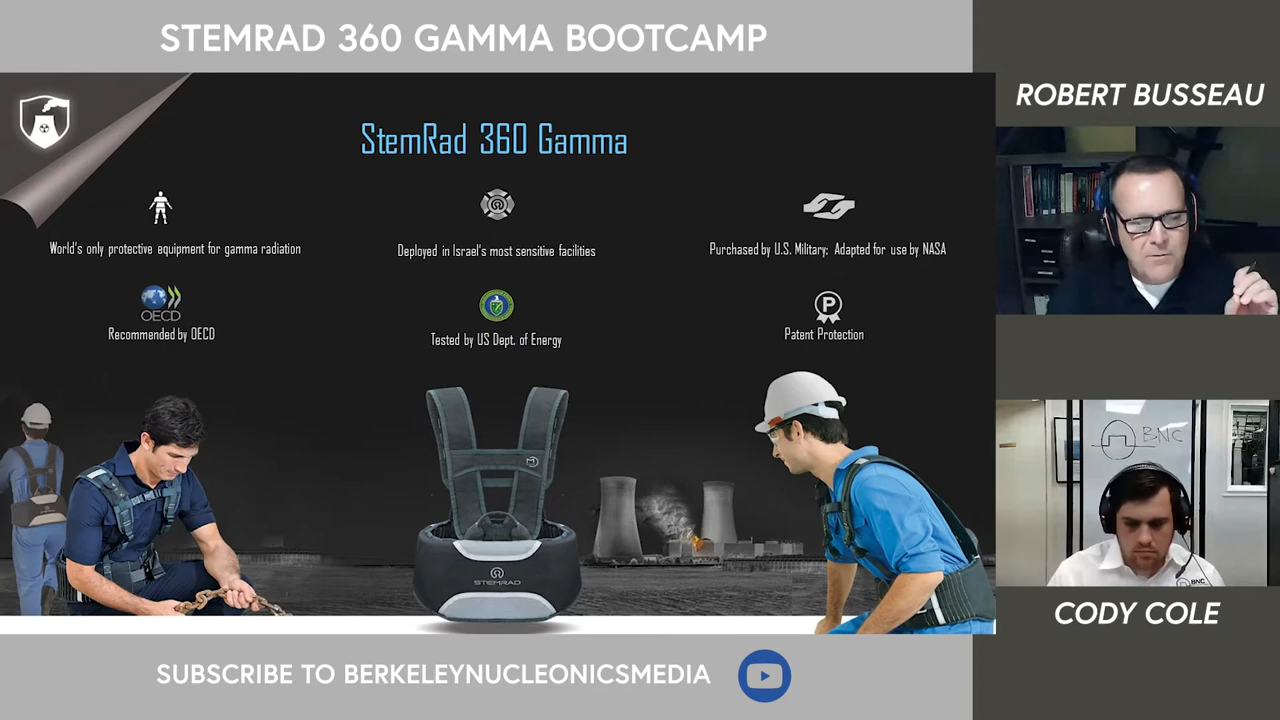 STEMRAD 360 GAMMA BOOTCAMP
ROBERT BUSSEAU
StemRad 360 Gamma
World's only protective equipment for gamma radiation
Deployed in Israel's most sensitive facilities
Purchased by U.S. Military; Adapted for use by NASA
OECD
P
Recommended by OECD
Tested by US Dept. of Energy
Patent Protection
BNC
STEMRAD
BNC
CODY COLE
SUBSCRIBE TO BERKELEYNUCLEONICSMEDIA